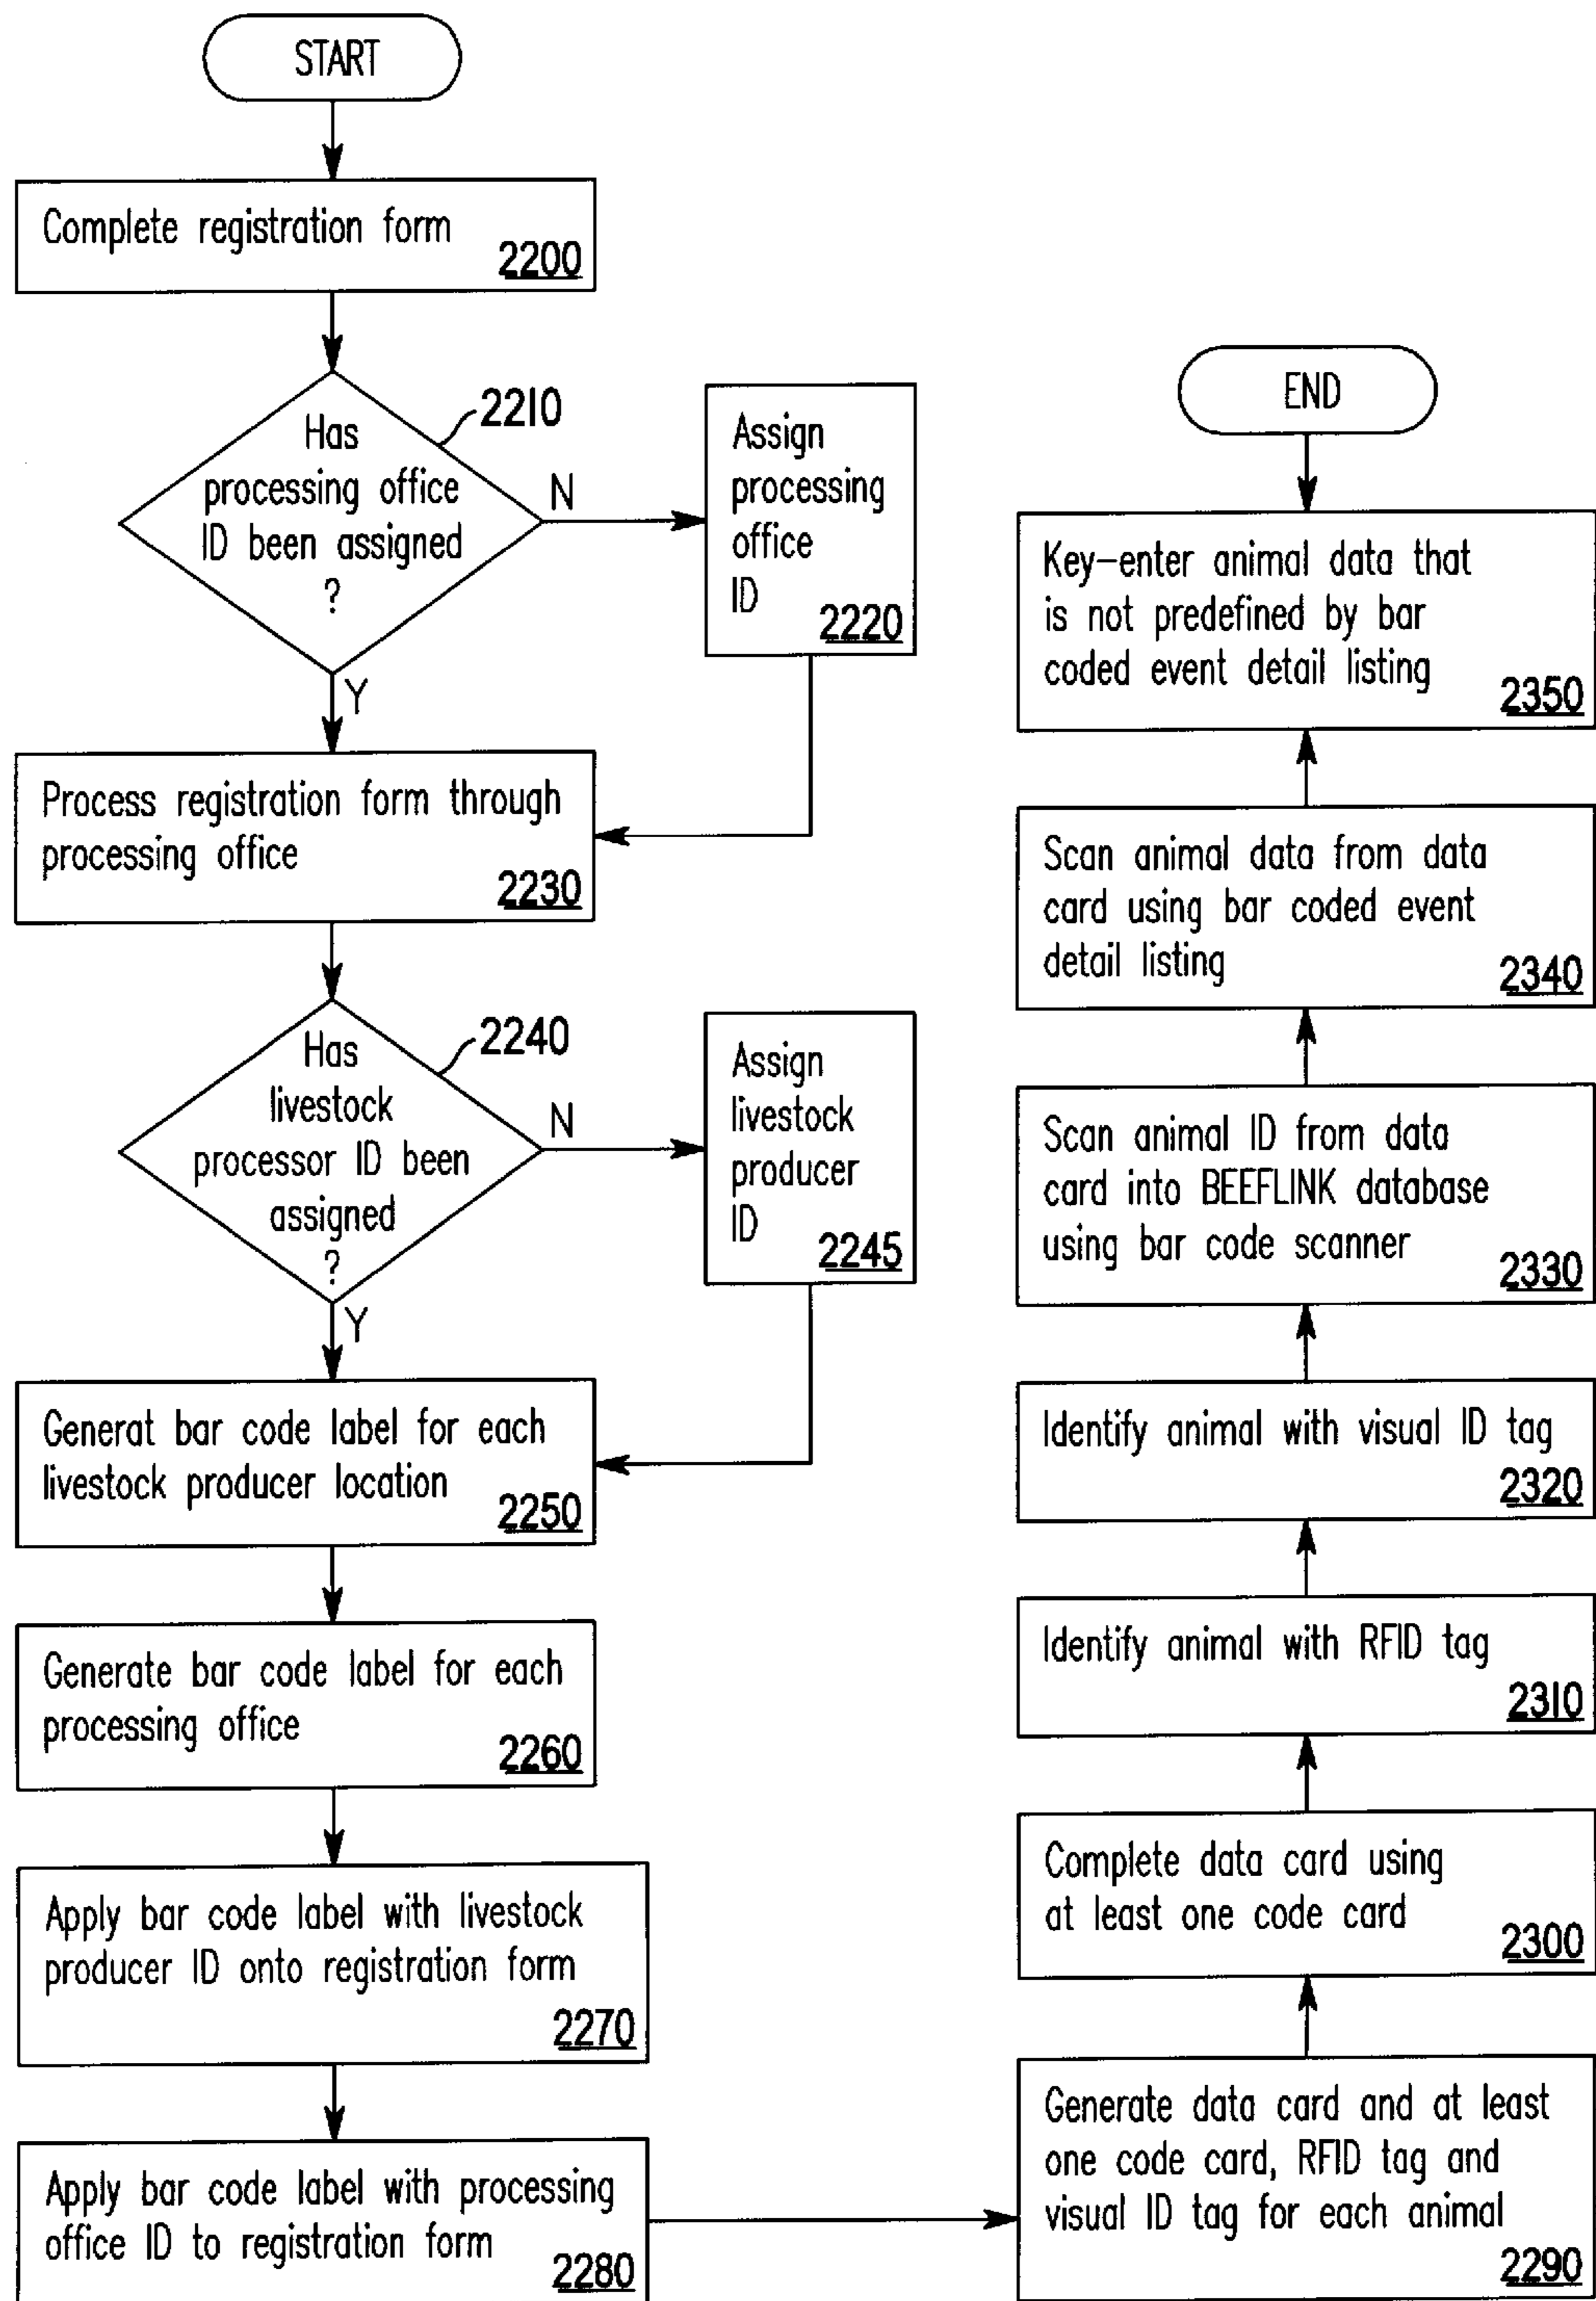 START
Complete registration form
2200
Has
processing office
ID been assigned
?
2210
N
Y
Assign
processing
office
ID
2220
Process registration form through
processing office
2230
Has
livestock
processor ID been
assigned
?
2240
N
Y
Assign
livestock
producer
ID
2245
Generat bar code label for each
livestock producer location
2250
Generate bar code label for each
processing office
2260
Apply bar code label with livestock
producer ID onto registration form
2270
Apply bar code label with processing
office ID to registration form
2280
Generate data card and at least
one code card, RFID tag and
visual ID tag for each animal
2290
Complete data card using
at least one code card
2300
Identify animal with RFID tag
2310
Identify animal with visual ID tag
2320
Scan animal ID from data
card into BEEFLINK database
using bar code scanner
2330
Scan animal data from data
card using bar coded event
detail listing
2340
Key-enter animal data that
is not predefined by bar
coded event detail listing
2350
END